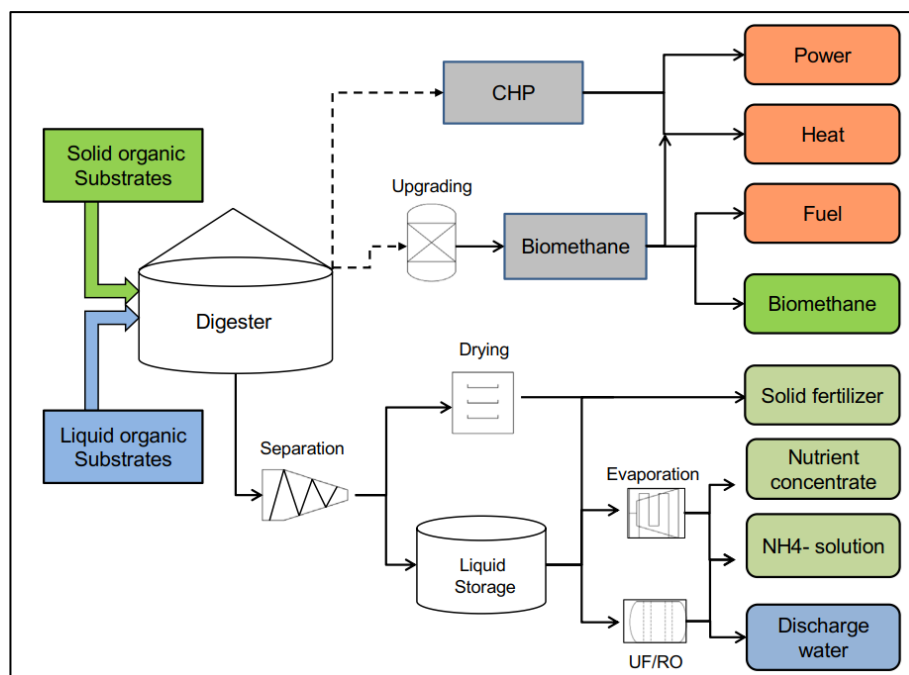 Power
CHP
Solid organic
Substrates
Heat
Upgrading
Fuel
Biomethane
Digester
Biomethane
Drying
Solid fertilizer
Liquid organic
Substrates
Separation
Evaporation
Nutrient
concentrate
NH4- solution
Liquid
Storage
Discharge
water
UF/RO